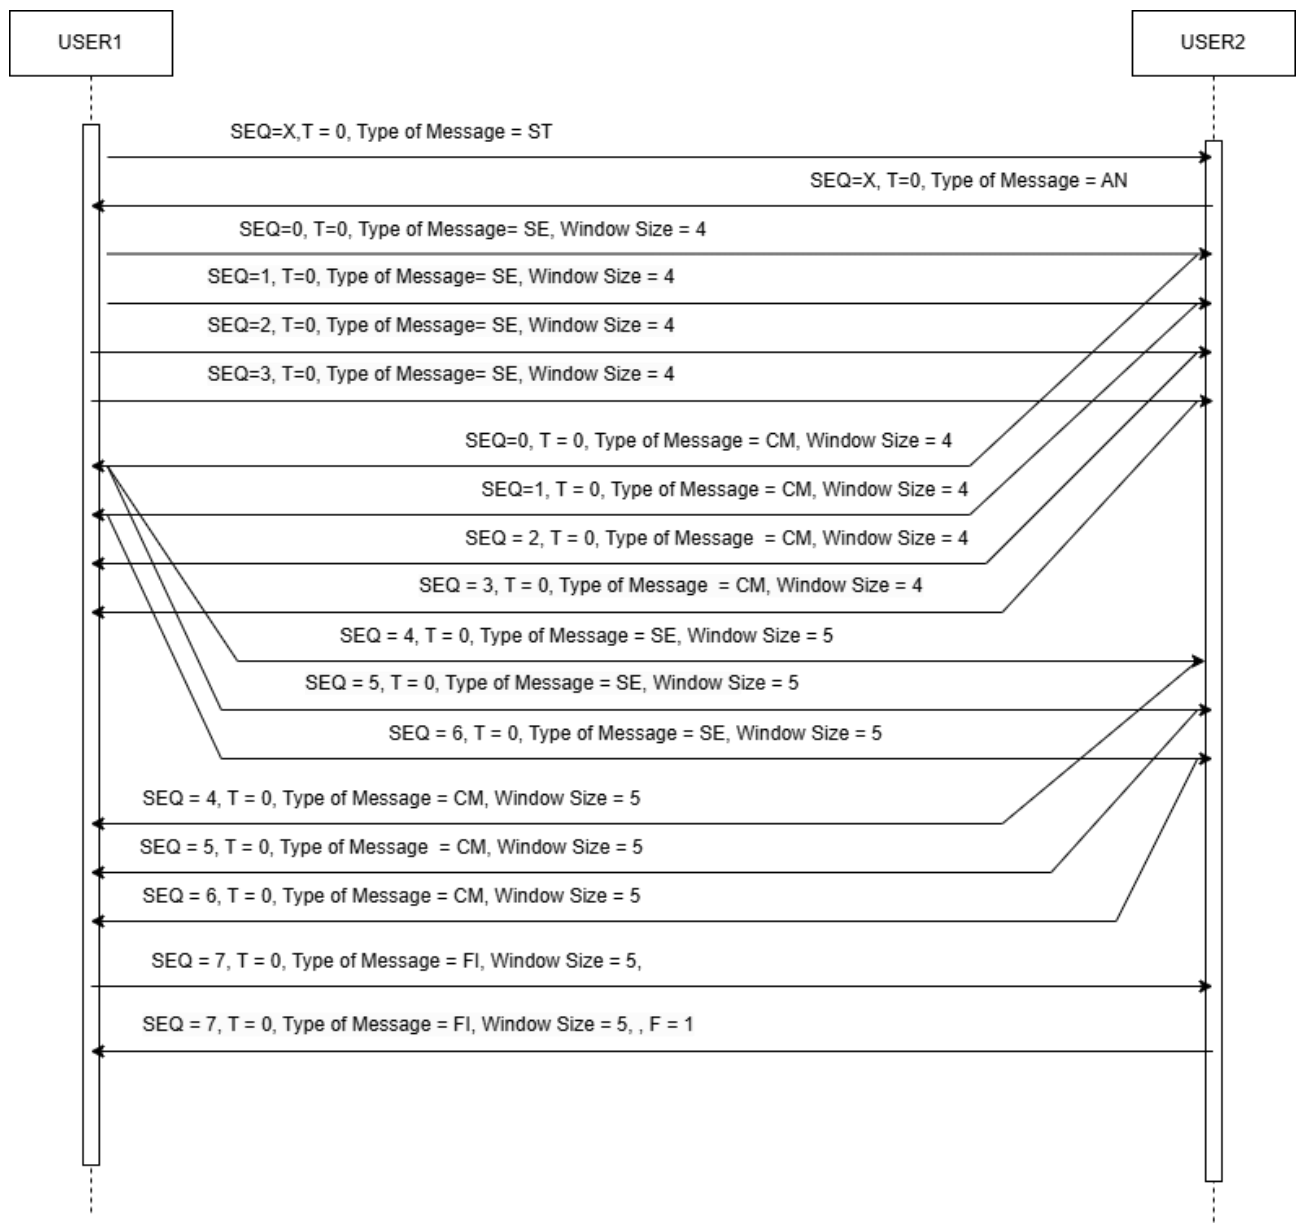 USER1
USER2
SEQ=X,T = 0, Type of Message = ST
SEQ=X, T=0, Type of Message = AN
SEQ=0, T=0, Type of Message= SE, Window Size = 4
SEQ=1, T=0, Type of Message= SE, Window Size = 4
SEQ=2, T=0, Type of Message= SE, Window Size = 4
SEQ=3, T=0, Type of Message= SE, Window Size = 4
SEQ=0, T = 0, Type of Message = CM, Window Size = 4
SEQ=1, T = 0, Type of Message = CM, Window Size = 4
SEQ = 2, T = 0, Type of Message  = CM, Window Size = 4
SEQ = 3, T = 0, Type of Message  = CM, Window Size = 4
SEQ = 4, T = 0, Type of Message = SE, Window Size = 5
SEQ = 5, T = 0, Type of Message = SE, Window Size = 5
SEQ = 6, T = 0, Type of Message = SE, Window Size = 5
SEQ = 4, T = 0, Type of Message = CM, Window Size = 5
SEQ = 5, T = 0, Type of Message  = CM, Window Size = 5
SEQ = 6, T = 0, Type of Message = CM, Window Size = 5
SEQ = 7, T = 0, Type of Message = FI, Window Size = 5,
SEQ = 7, T = 0, Type of Message = FI, Window Size = 5, , F = 1